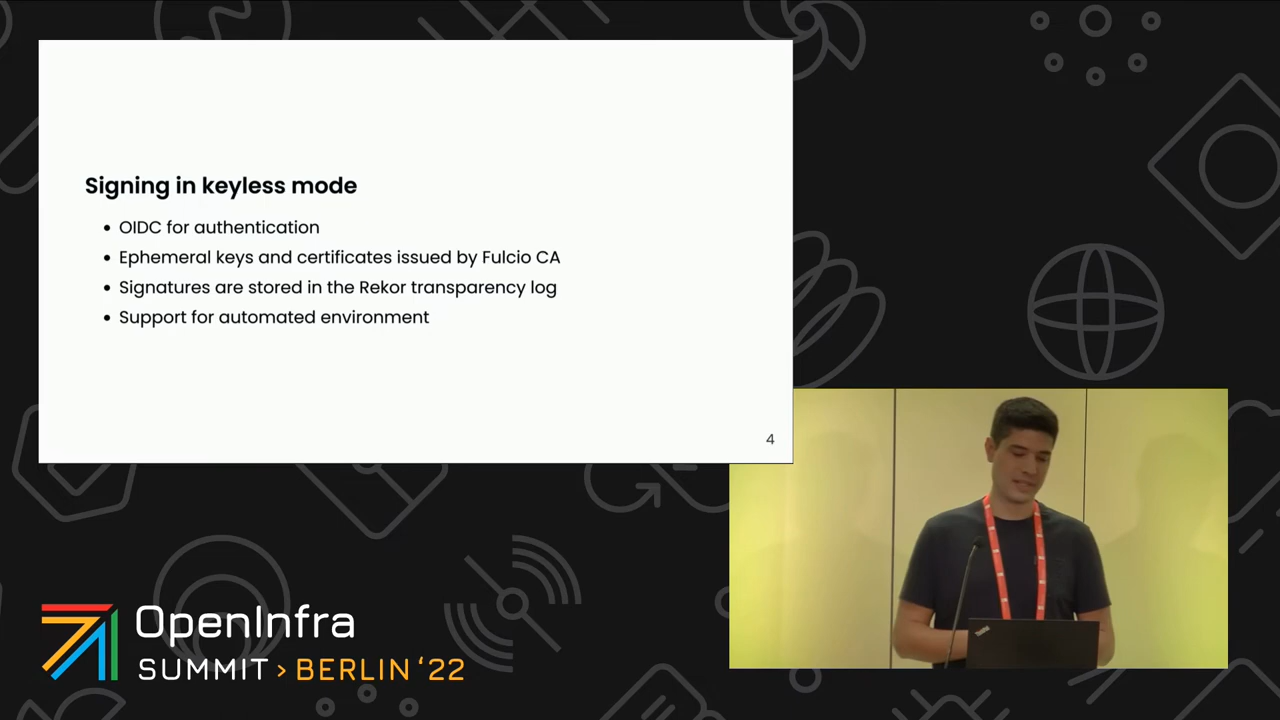 Signing in keyless mode
• OIDC for authentication
• Ephemeral keys and certificates issued by Fulcio CA
• Signatures are stored in the Rekor transparency log
• Support for automated environment
4
OpenInfra
SUMMIT > BERLIN ‘22